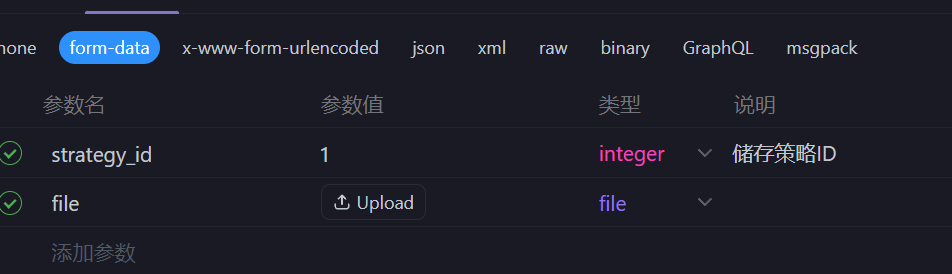 none form-data x-www-form-urlencoded json xml raw binary GraphQL msgpack
参数名 参数值 类型 说明
strategy_id 1 integer 储存策略ID
file Upload file
添加参数